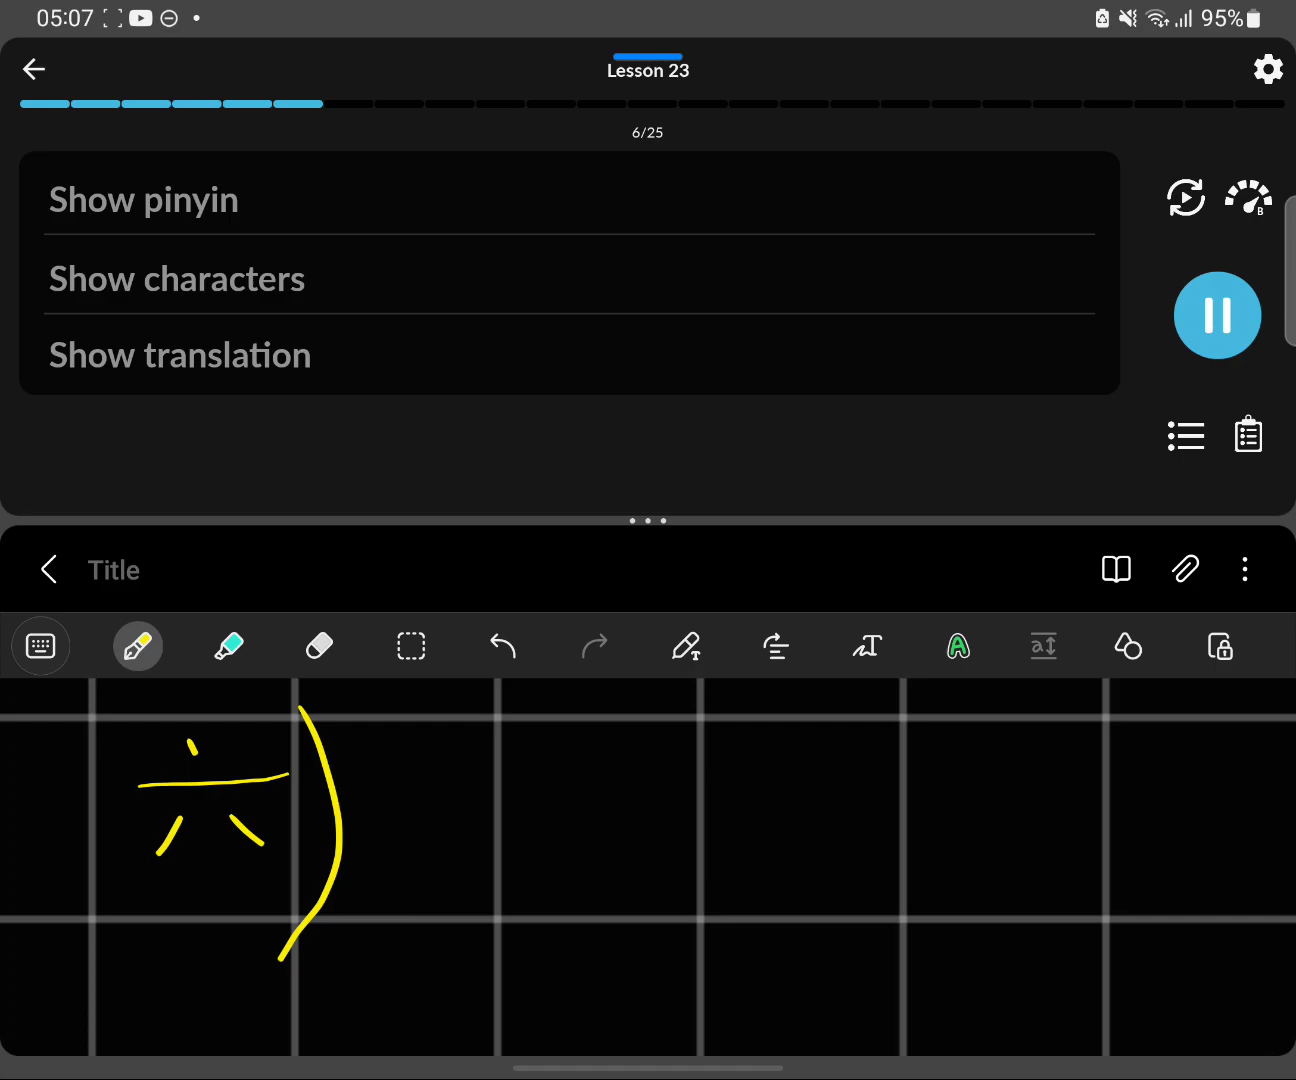 05:07
95%
Lesson 23
6/25
Show pinyin
Show characters
Show translation
B
Title
T
T
A
a
六)